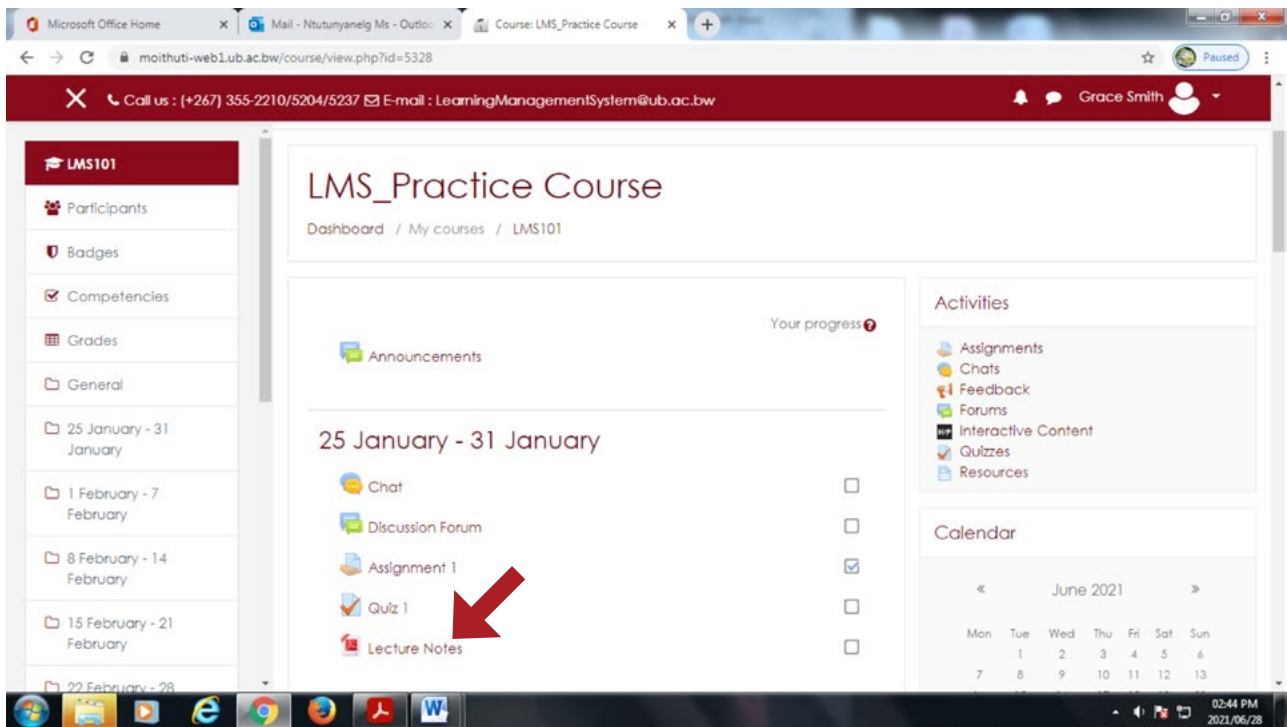 Microsoft Office Home
Mail - Ntutunyanelg Ms - Outloo
Course: LMS_Practice Course
moithuti-web1.ub.ac.bw/course/view.php?id=5328
Paused
Call us : (+267) 355-2210/5204/5237 E-mail : LearningManagementSystem@ub.ac.bw
Grace Smith
LMS101
Participants
Badges
Competencies
Grades
General
25 January - 31
January
1 February - 7
February
8 February - 14
February
15 February - 21
February
22 February - 28
LMS_Practice Course
Dashboard / My courses / LMS101
Your progress
Announcements
25 January - 31 January
Chat
Discussion Forum
Assignment 1
Quiz 1
Lecture Notes
Activities
Assignments
Chats
Feedback
Forums
H-P Interactive Content
Quizzes
Resources
Calendar
« June 2021 »
Mon Tue Wed Thu Fri Sat Sun
1 2 3 4 5 6
7 8 9 10 11 12 13
02:44 PM
2021/06/28